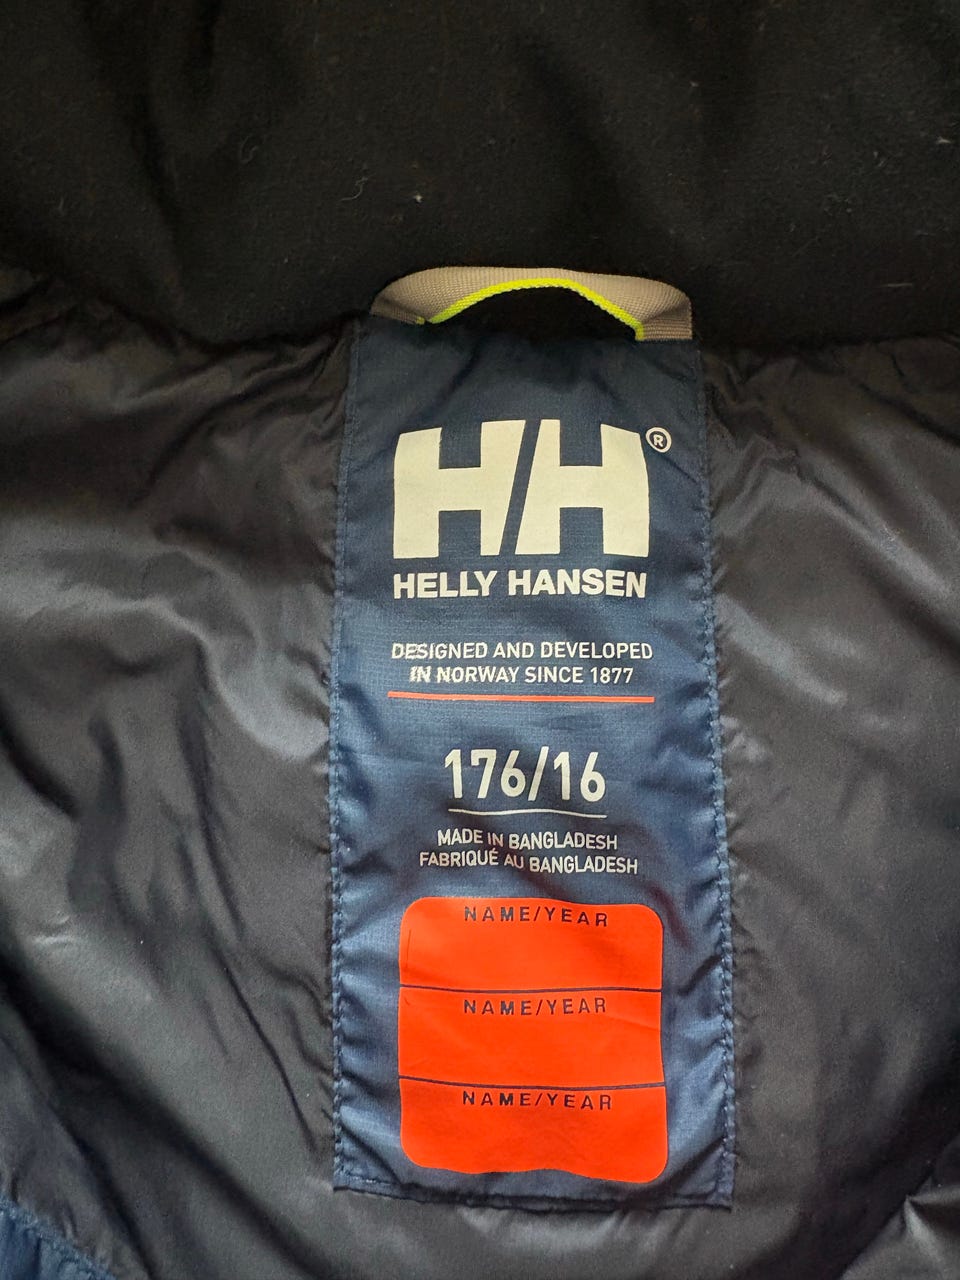 HH®
HELLY HANSEN
DESIGNED AND DEVELOPED
IN NORWAY SINCE 1877
176/16
MADE IN BANGLADESH
FABRIQUÉ AU BANGLADESH
NAME/YEAR
NAME/YEAR
NAME/YEAR